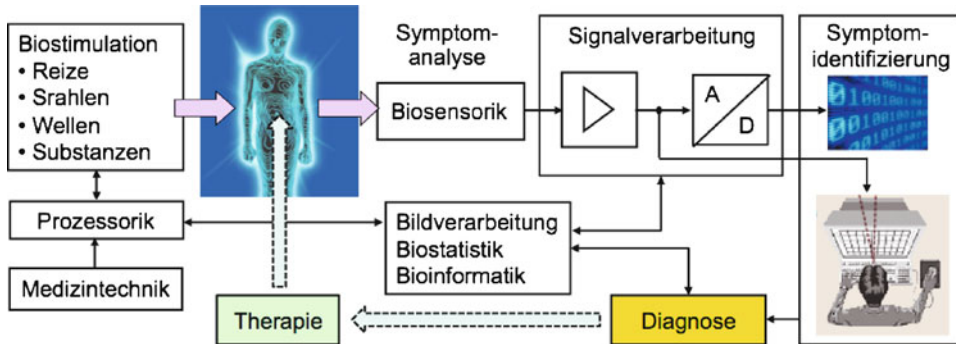 Biostimulation
• Reize
• Srahlen
• Wellen
• Substanzen
Symptom-
analyse
Biosensorik
Signalverarbeitung
A
D
Symptom-
identifizierung
Prozessorik
Medizintechnik
Bildverarbeitung
Biostatistik
Bioinformatik
Therapie
Diagnose